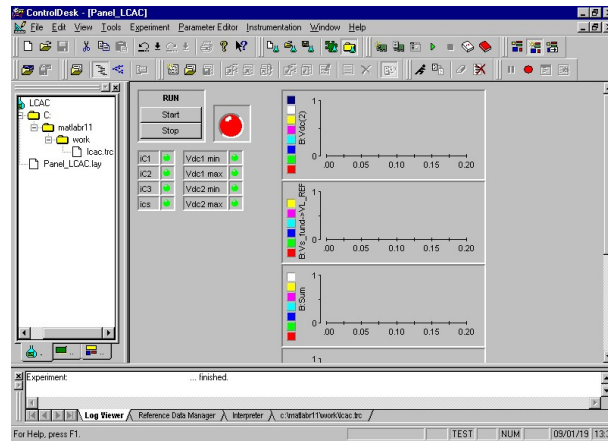 ControlDesk - [Panel_LCAC]
File Edit View Tools Experiment Parameter Editor Instrumentation Window Help
LCAC
C:
matlabr11
work
lcac.trc
Panel_LCAC.lay
RUN
Start
Stop
iC1 Vdc1 min
iC2 Vdc1 max
iC3 Vdc2 min
ics Vdc2 max
B:Vdc(2)
1
0
.00 0.05 0.10 0.15 0.20
B:Vs_fund->VL_REF
1
0
.00 0.05 0.10 0.15 0.20
B:Sum
1
0
.00 0.05 0.10 0.15 0.20
1
Experiment: ... finished.
Log Viewer Reference Data Manager Interpreter c:\matlabr11\work\lcac.trc
For Help, press F1. TEST NUM 09/01/19